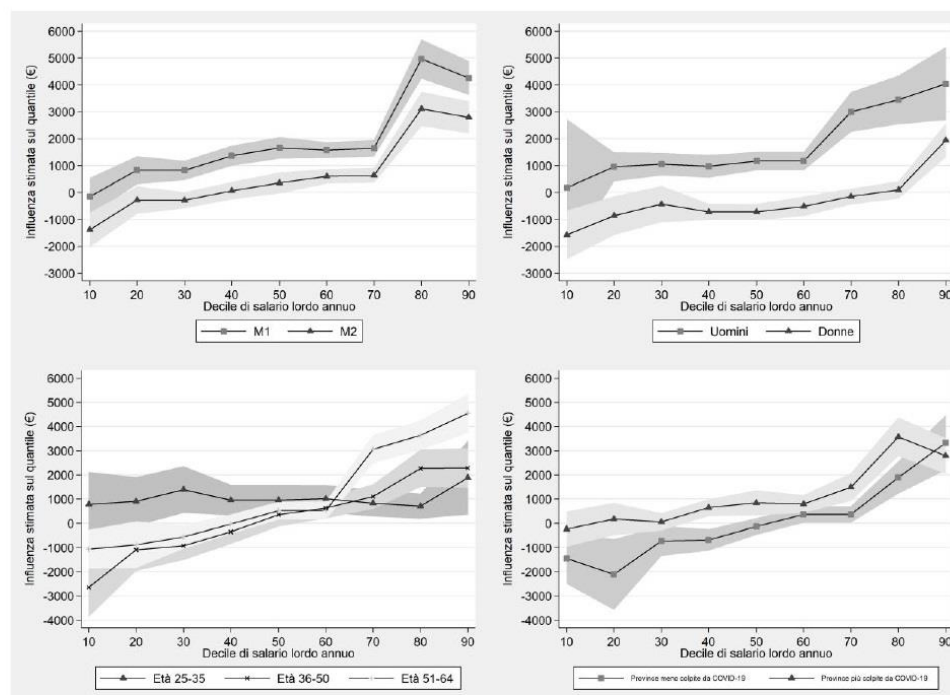 Influenza stimata sul quantile (€)
6000
5000
4000
3000
2000
1000
0
-1000
-2000
-3000
10 20 30 40 50 60 70 80 90
Decile di salario lordo annuo
M1 M2
Influenza stimata sul quantile (€)
6000
5000
4000
3000
2000
1000
0
-1000
-2000
-3000
10 20 30 40 50 60 70 80 90
Decile di salario lordo annuo
Uomini Donne
Influenza stimata sul quantile (€)
6000
5000
4000
3000
2000
1000
0
-1000
-2000
-3000
-4000
10 20 30 40 50 60 70 80 90
Decile di salario lordo annuo
Età 25-35 Età 36-50 Età 51-64
Influenza stimata sul quantile (€)
6000
5000
4000
3000
2000
1000
0
-1000
-2000
-3000
-4000
10 20 30 40 50 60 70 80 90
Decile di salario lordo annuo
Province meno colpite da COVID-19 Province più colpite da COVID-19